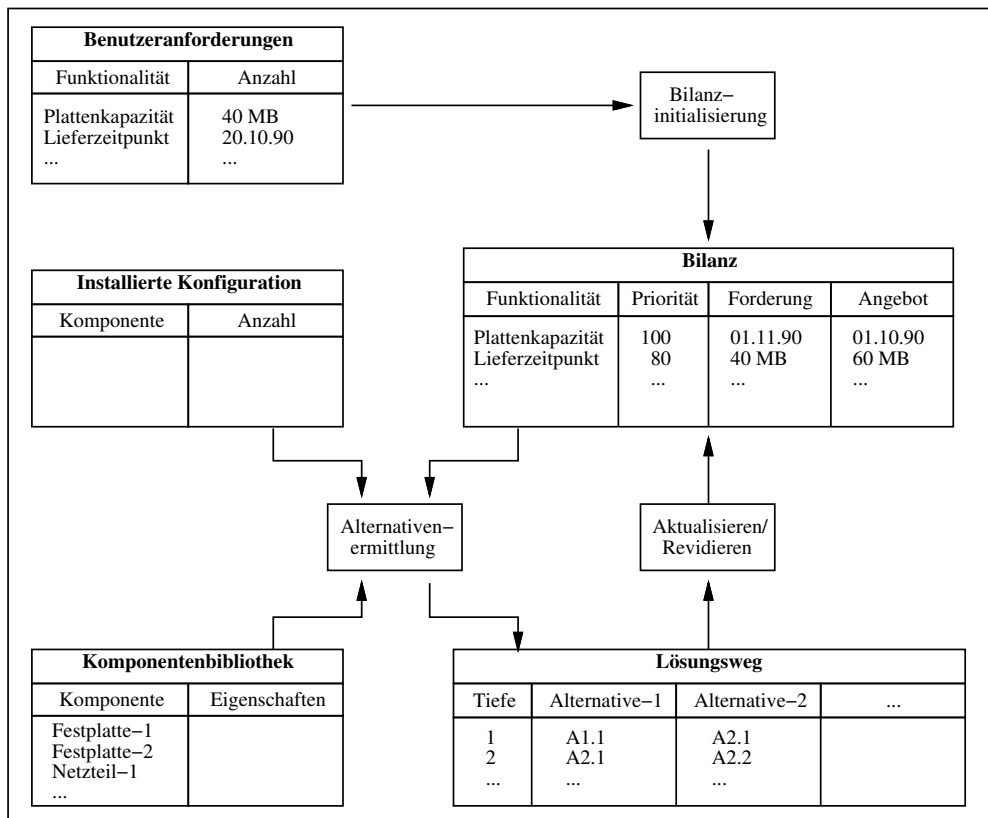 Benutzeranforderungen
Funktionalität Anzahl
Plattenkapazität 40 MB
Lieferzeitpunkt 20.10.90
... ...
Bilanz−
initialisierung
Installierte Konfiguration
Komponente Anzahl
Bilanz
Funktionalität Priorität Forderung Angebot
Plattenkapazität 100 01.11.90 01.10.90
Lieferzeitpunkt 80 40 MB 60 MB
... ... ... ...
Alternativen−
ermittlung
Aktualisieren/
Revidieren
Komponentenbibliothek
Komponente Eigenschaften
Festplatte−1
Festplatte−2
Netzteil−1
...
Lösungsweg
Tiefe Alternative−1 Alternative−2 ...
1 A1.1 A2.1
2 A2.1 A2.2
... ... ...